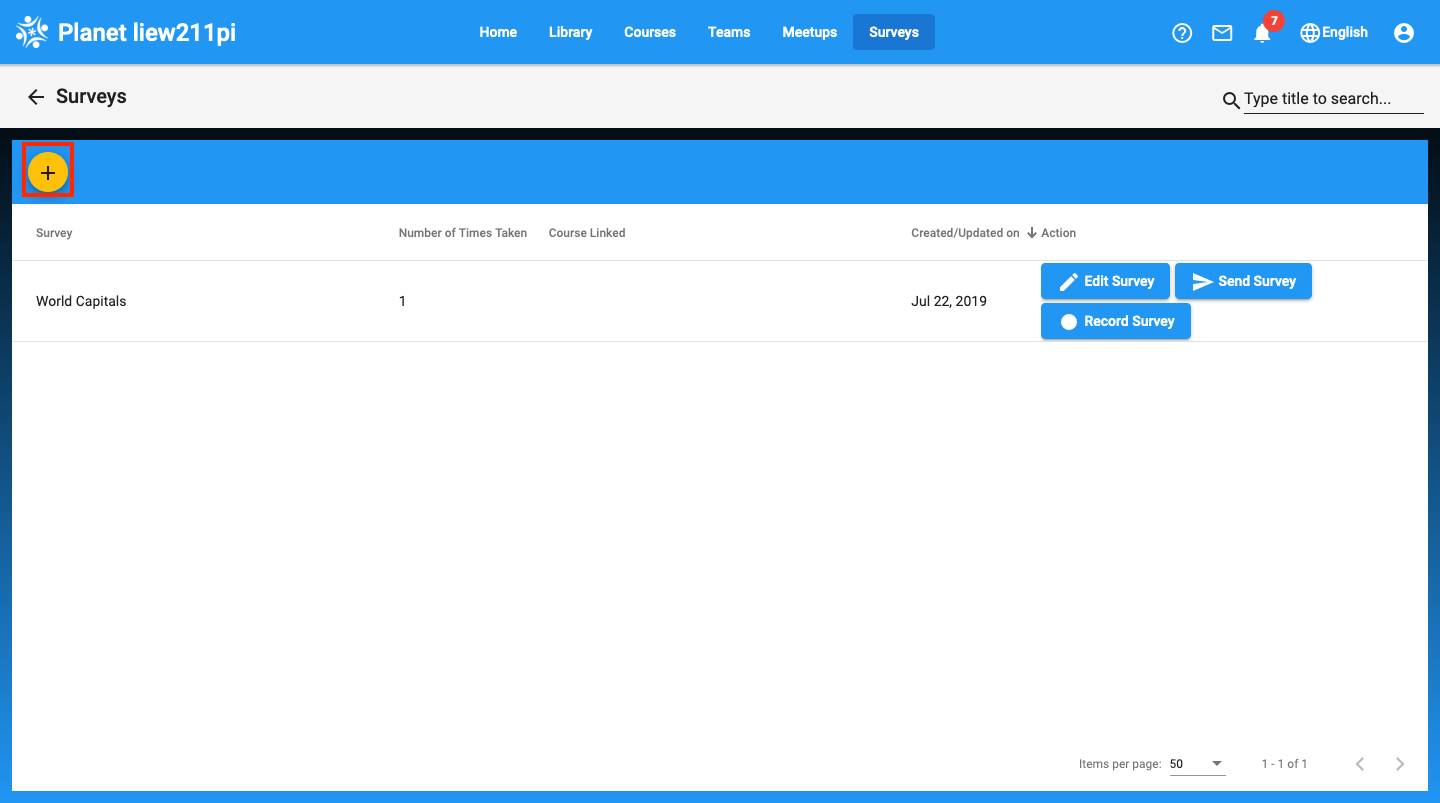 Planet liew211pi
Home Library Courses Teams Meetups Surveys
7
English
Surveys
Type title to search...
Survey Number of Times Taken Course Linked Created/Updated on Action
World Capitals 1 Jul 22, 2019
Edit Survey Send Survey
Record Survey
Items per page: 50 1 - 1 of 1